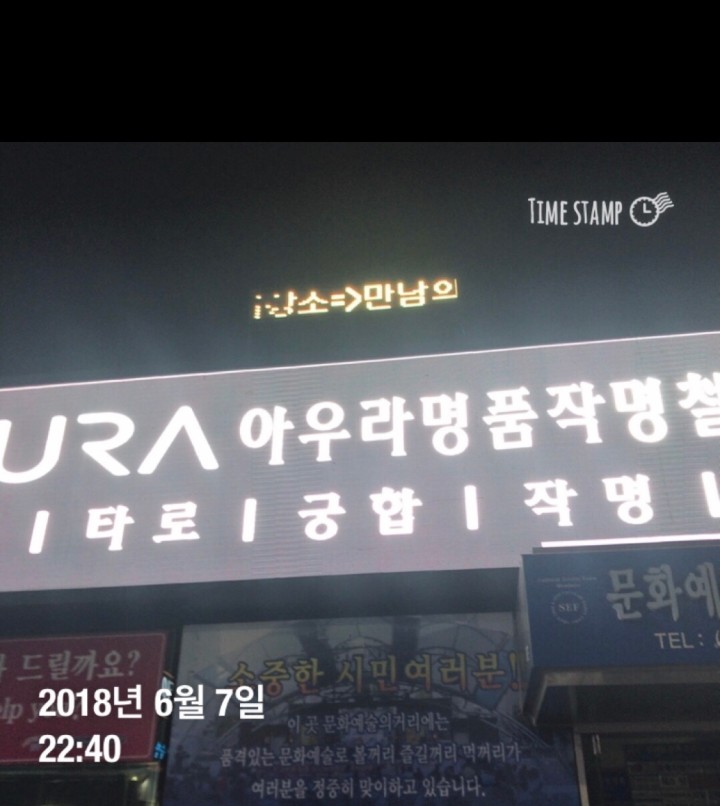 TIME STAMP
장소=>만남의
URA 아우라명품작명철
| 타로 | 궁합 | 작명 |
문화예
NEF
TEL:
드릴까요?
소중한 시민여러분!!
이 곳 문화예술의거리에는
품격있는 문화예술로 볼꺼리 즐길꺼리 먹꺼리가
여러분을 정중히 맞이하고 있습니다.
2018년 6월 7일
22:40